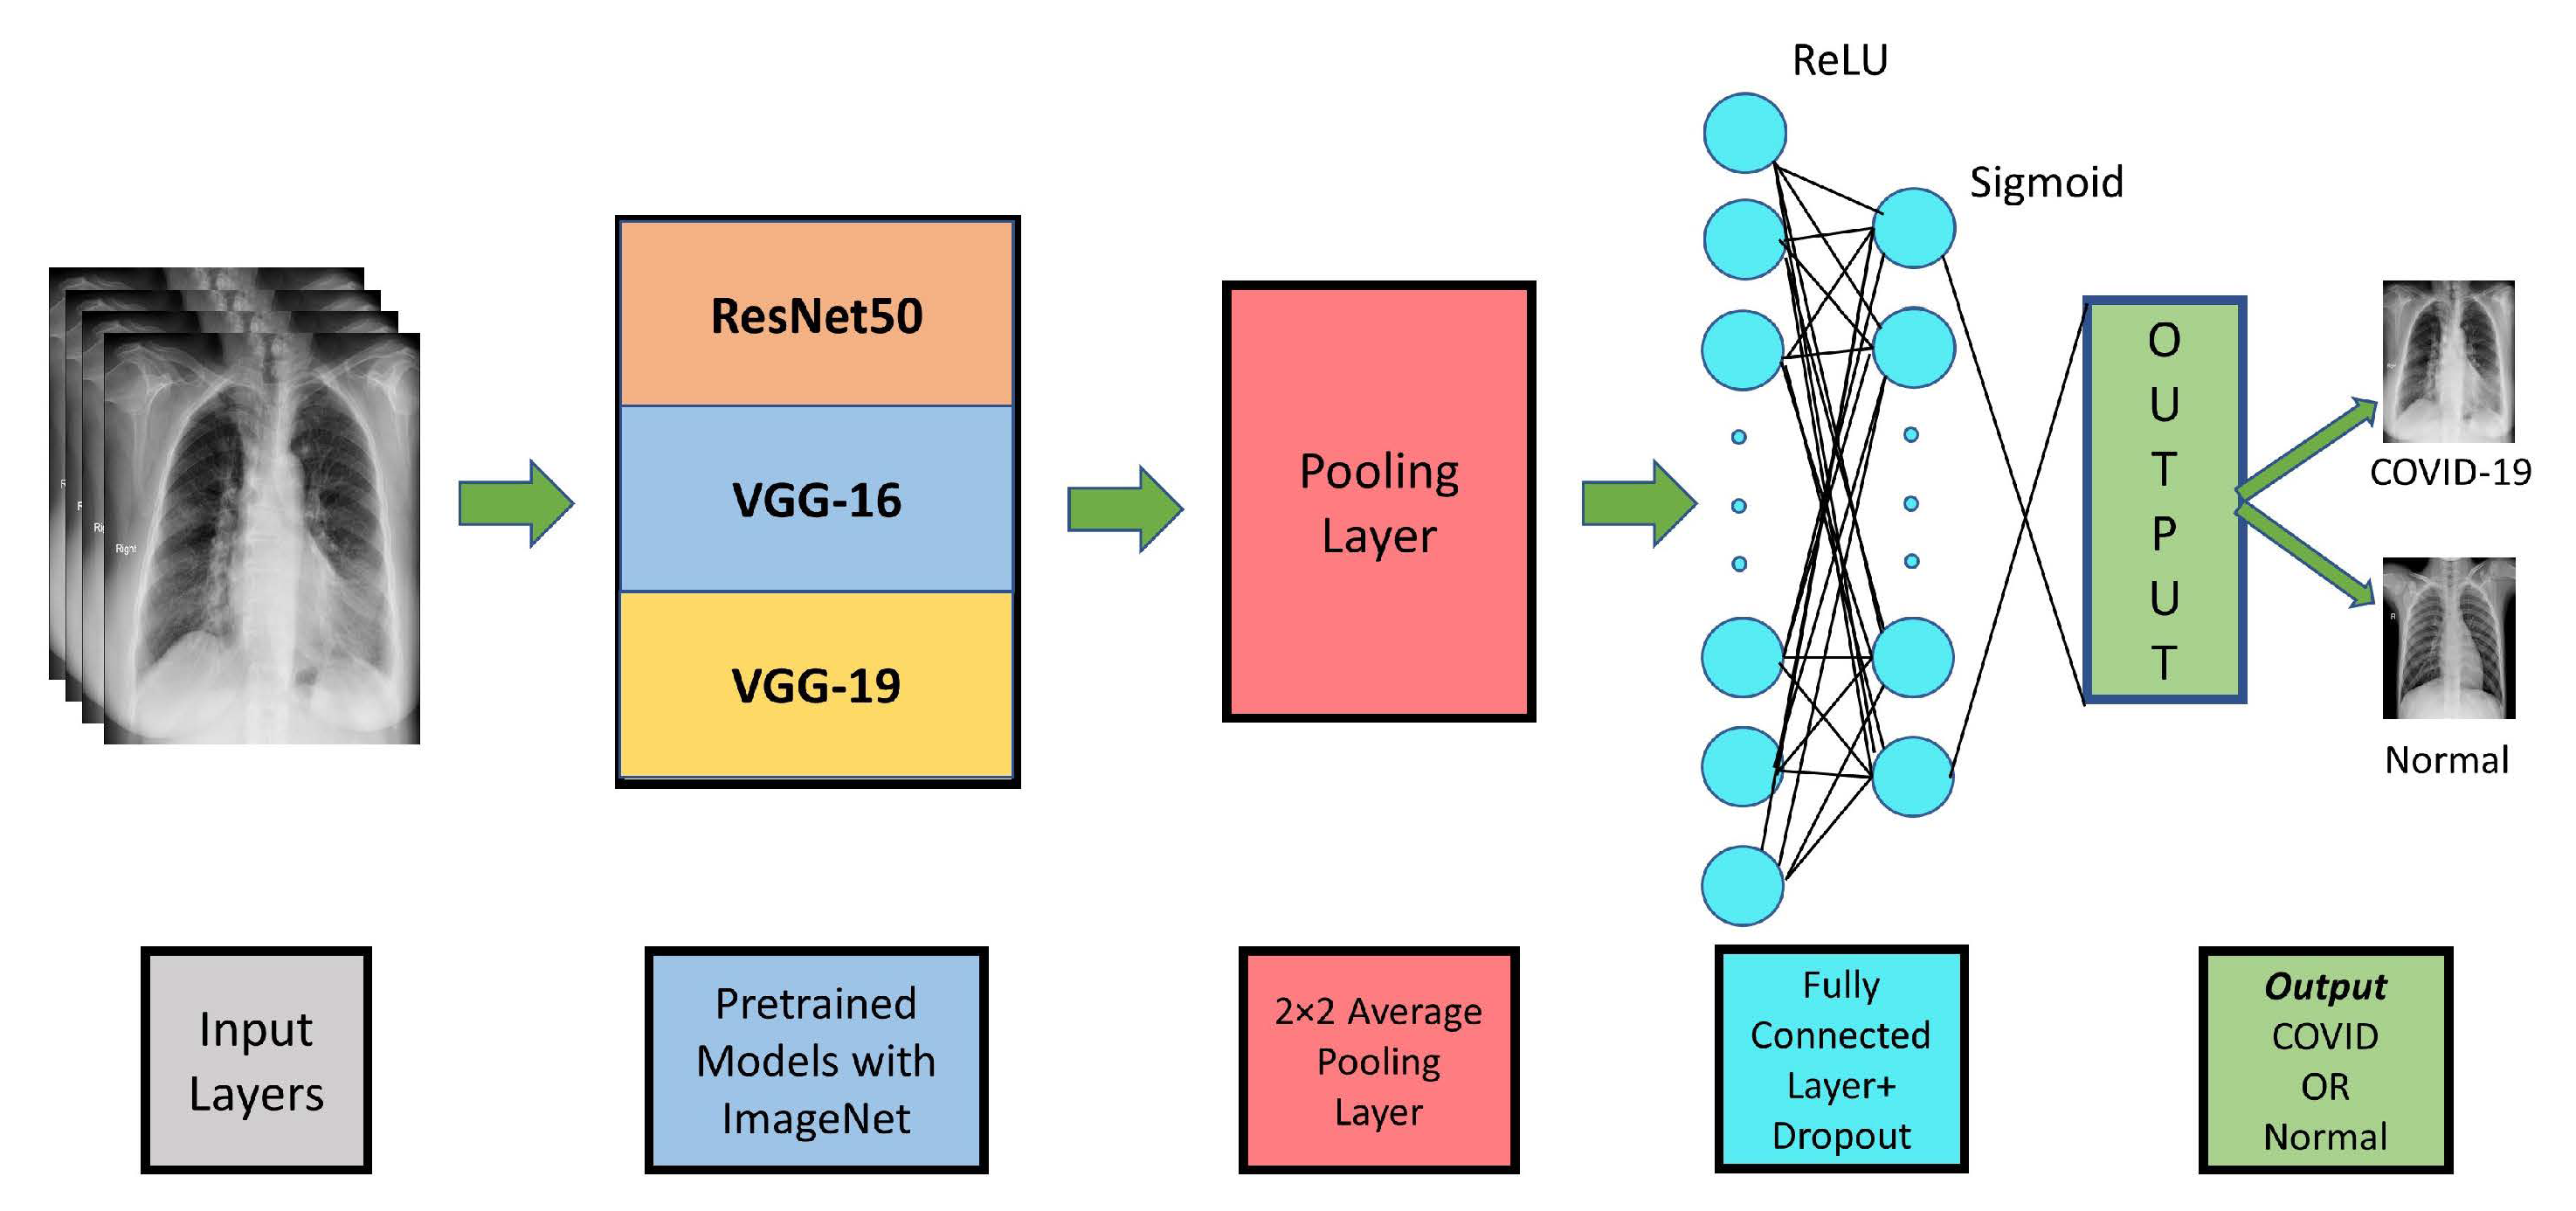 ReLU
Sigmoid
ResNet50
VGG-16
VGG-19
Pooling
Layer
O
U
T
P
U
T
COVID-19
Normal
R
R
Ri
Right
R
Input
Layers
Pretrained
Models with
ImageNet
2×2 Average
Pooling
Layer
Fully
Connected
Layer+
Dropout
Output
COVID
OR
Normal